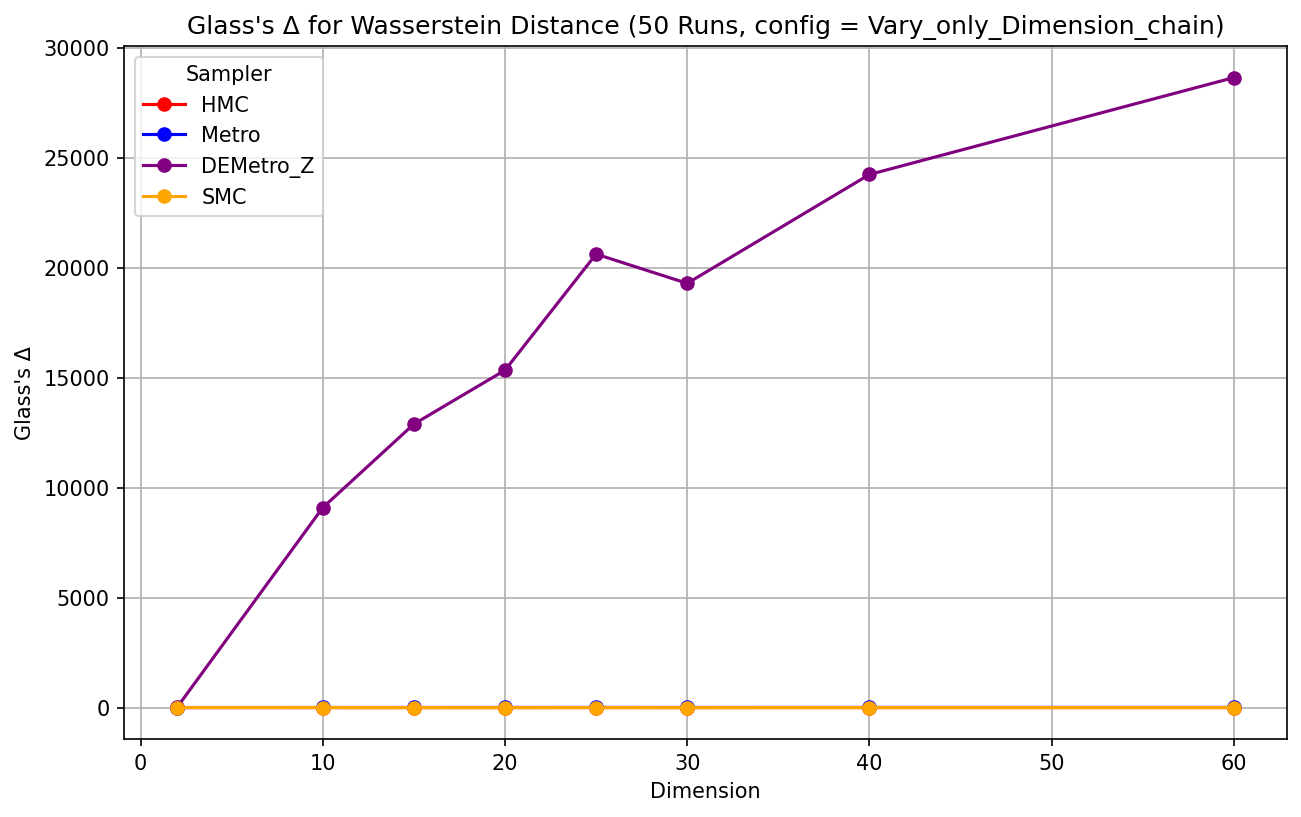 Glass's Δ for Wasserstein Distance (50 Runs, config = Vary_only_Dimension_chain)
Sampler
HMC
Metro
DEMetro_Z
SMC
Glass's Δ
30000
25000
20000
15000
10000
5000
0
0 10 20 30 40 50 60
Dimension